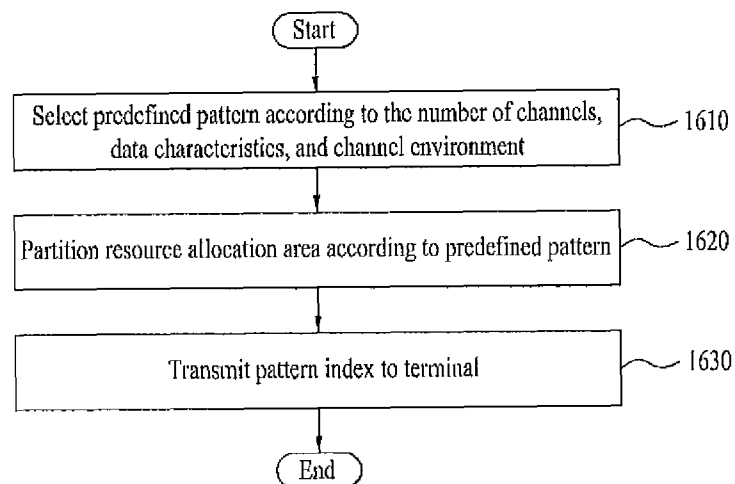 Start
Select predefined pattern according to the number of channels,
data characteristics, and channel environment
1610
Partition resource allocation area according to predefined pattern
1620
Transmit pattern index to terminal
1630
End